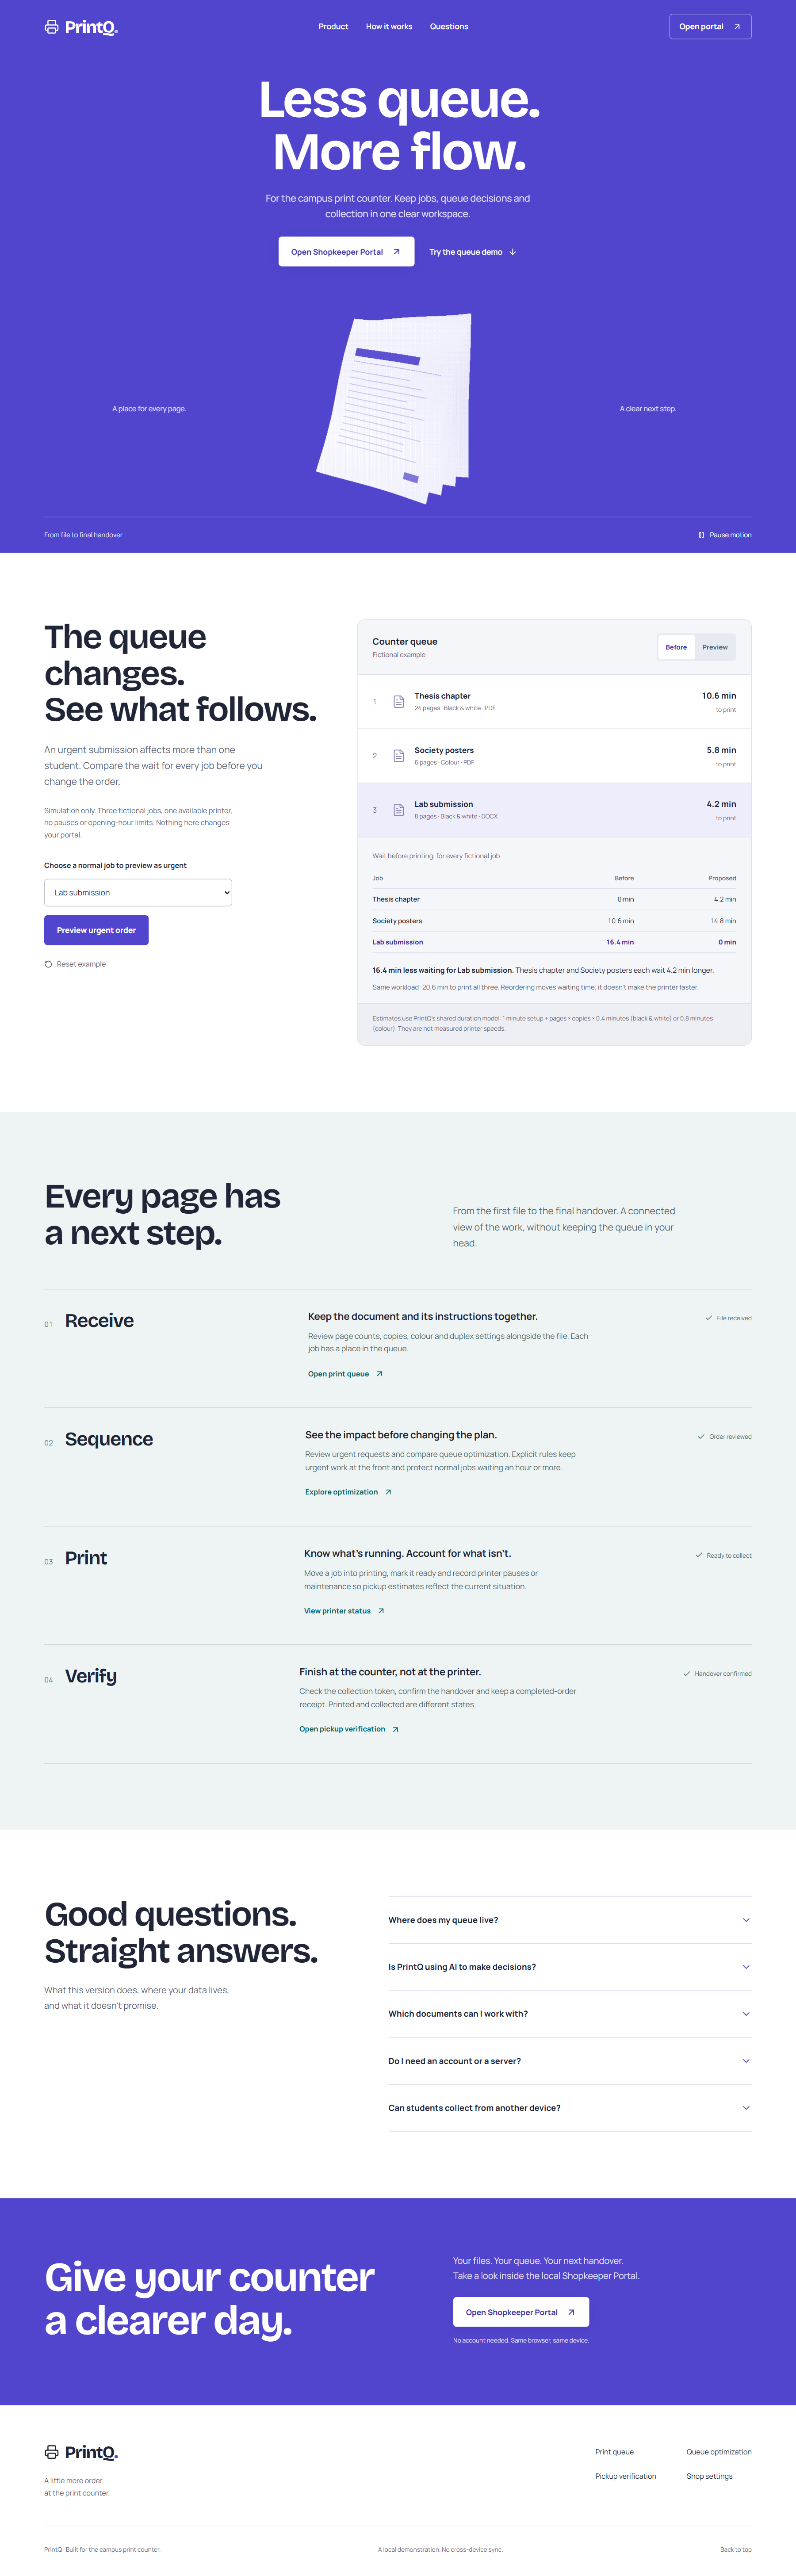 PrintQ.
Product
How it works
Questions
Open portal
Less queue.
More flow.
For the campus print counter. Keep jobs, queue decisions and
collection in one clear workspace.
Open Shopkeeper Portal
Try the queue demo
A place for every page.
A clear next step.
From file to final handover
Pause motion
The queue
changes.
See what follows.
An urgent submission affects more than one
student. Compare the wait for every job before you
change the order.
Simulation only. Three fictional jobs, one available printer,
no pauses or opening-hour limits. Nothing here changes
your portal.
Choose a normal job to preview as urgent
Lab submission
Preview urgent order
Reset example
Counter queue
Fictional example
Before
Preview
1
Thesis chapter
24 pages · Black & white · PDF
10.6 min
to print
2
Society posters
6 pages · Colour · PDF
5.8 min
to print
3
Lab submission
8 pages · Black & white · DOCX
4.2 min
to print
Wait before printing, for every fictional job
Job Before Proposed
Thesis chapter 0 min 4.2 min
Society posters 10.6 min 14.8 min
Lab submission 16.4 min 0 min
16.4 min less waiting for Lab submission. Thesis chapter and Society posters each wait 4.2 min longer.
Same workload: 20.6 min to print all three. Reordering moves waiting time; it doesn't make the printer faster.
Estimates use PrintQ's shared duration model: 1 minute setup + pages × copies × 0.4 minutes (black & white) or 0.8 minutes
(colour). They are not measured printer speeds.
Every page has
a next step.
From the first file to the final handover. A connected
view of the work, without keeping the queue in your
head.
01
Receive
Keep the document and its instructions together.
Review page counts, copies, colour and duplex settings alongside the file. Each
job has a place in the queue.
Open print queue
File received
02
Sequence
See the impact before changing the plan.
Review urgent requests and compare queue optimization. Explicit rules keep
urgent work at the front and protect normal jobs waiting an hour or more.
Explore optimization
Order reviewed
03
Print
Know what's running. Account for what isn't.
Move a job into printing, mark it ready and record printer pauses or
maintenance so pickup estimates reflect the current situation.
View printer status
Ready to collect
04
Verify
Finish at the counter, not at the printer.
Check the collection token, confirm the handover and keep a completed-order
receipt. Printed and collected are different states.
Open pickup verification
Handover confirmed
Good questions.
Straight answers.
What this version does, where your data lives,
and what it doesn't promise.
Where does my queue live?
Is PrintQ using AI to make decisions?
Which documents can I work with?
Do I need an account or a server?
Can students collect from another device?
Give your counter
a clearer day.
Your files. Your queue. Your next handover.
Take a look inside the local Shopkeeper Portal.
Open Shopkeeper Portal
No account needed. Same browser, same device.
PrintQ.
A little more order
at the print counter.
Print queue
Queue optimization
Pickup verification
Shop settings
PrintQ · Built for the campus print counter.
A local demonstration. No cross-device sync.
Back to top